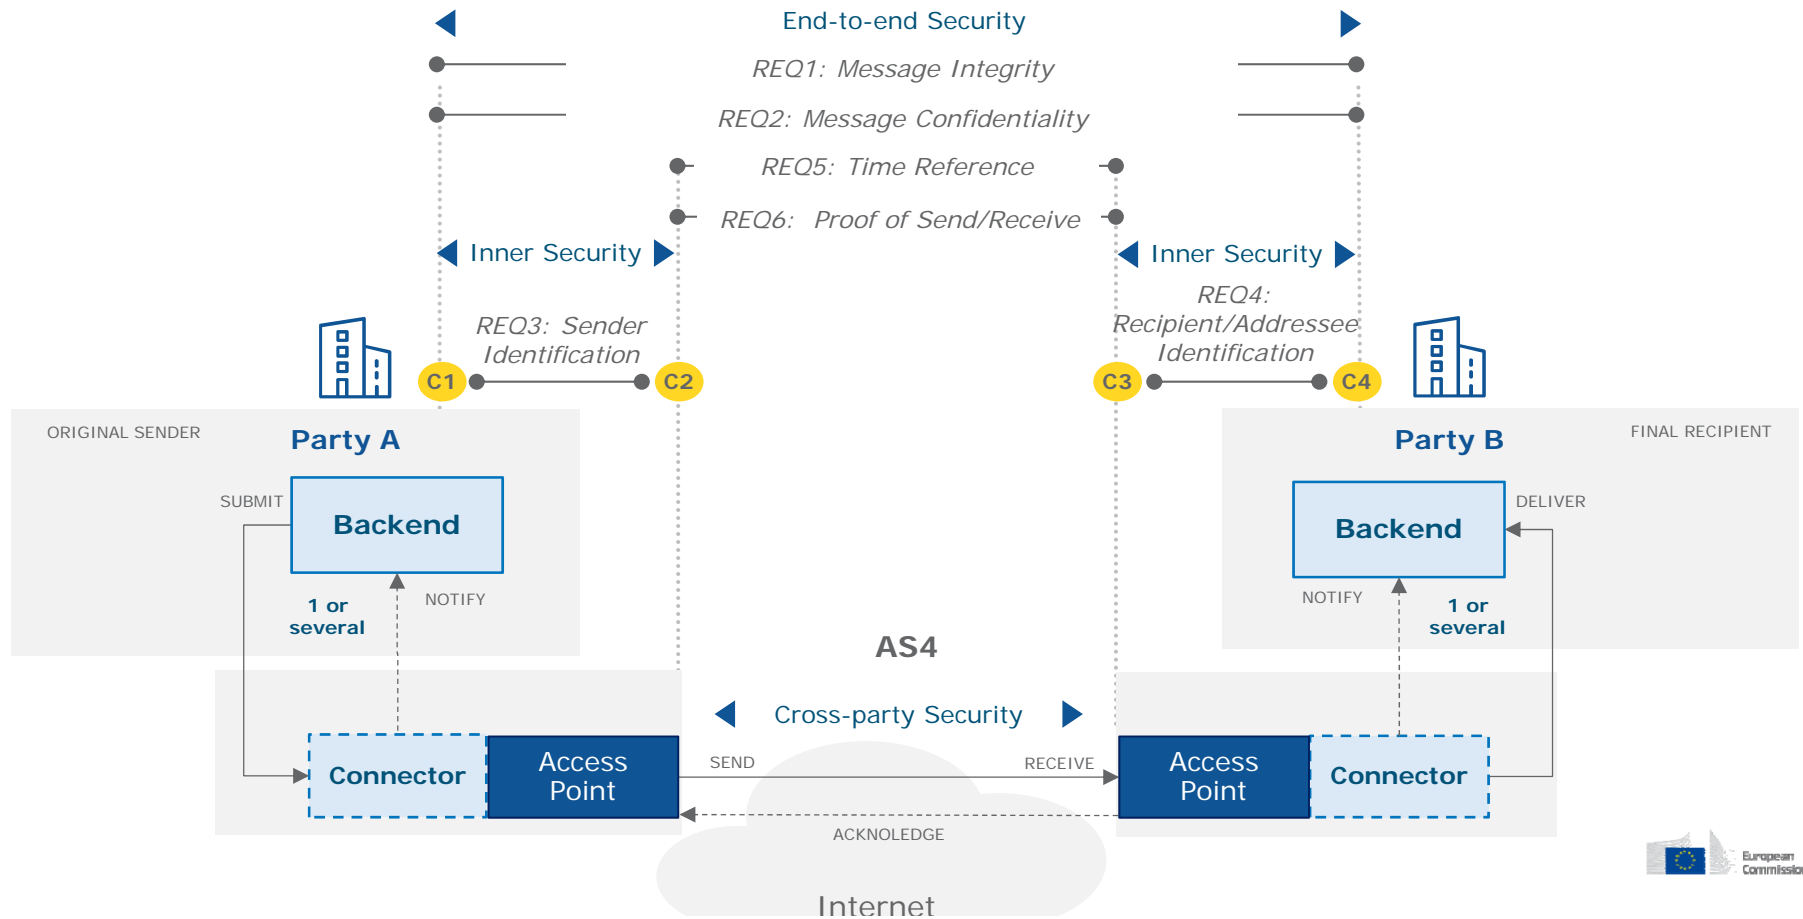 End-to-end Security
REQ1: Message Integrity
REQ2: Message Confidentiality
REQ5: Time Reference
REQ6: Proof of Send/Receive
Inner Security
Inner Security
REQ3: Sender
Identification
REQ4:
Recipient/Addressee
Identification
C1
C2
C3
C4
ORIGINAL SENDER
Party A
Party B
FINAL RECIPIENT
SUBMIT
Backend
Backend
DELIVER
1 or
several
NOTIFY
NOTIFY
1 or
several
AS4
Cross-party Security
Connector
Access
Point
SEND
RECEIVE
Access
Point
Connector
ACKNOLEDGE
Internet
European
Commission